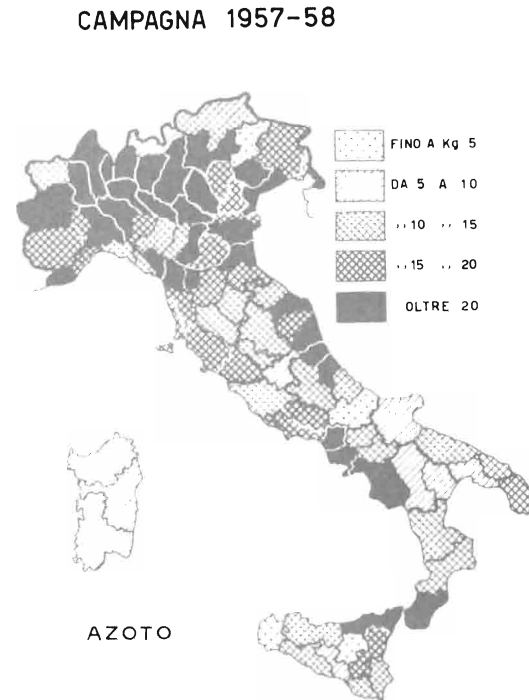 CAMPAGNA 1957-58
FINO A Kg 5
DA 5 A 10
,, 10 ,, 15
,, 15 ,, 20
OLTRE 20
AZOTO